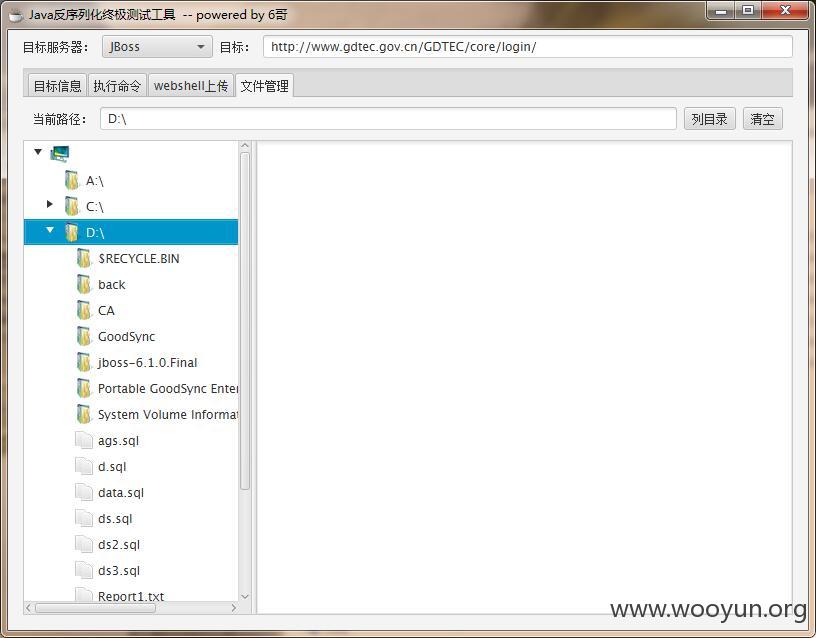 Java反序列化终极测试工具 -- powered by 6哥
目标服务器： JBoss 目标： http://www.gdtec.gov.cn/GDTEC/core/login/
目标信息 执行命令 webshell上传 文件管理
当前路径： D:\ 列目录 清空
A:\
C:\
D:\
$RECYCLE.BIN
back
CA
GoodSync
jboss-6.1.0.Final
Portable GoodSync Enter
System Volume Informat
ags.sql
d.sql
data.sql
ds.sql
ds2.sql
ds3.sql
Report1.txt
www.wooyun.org